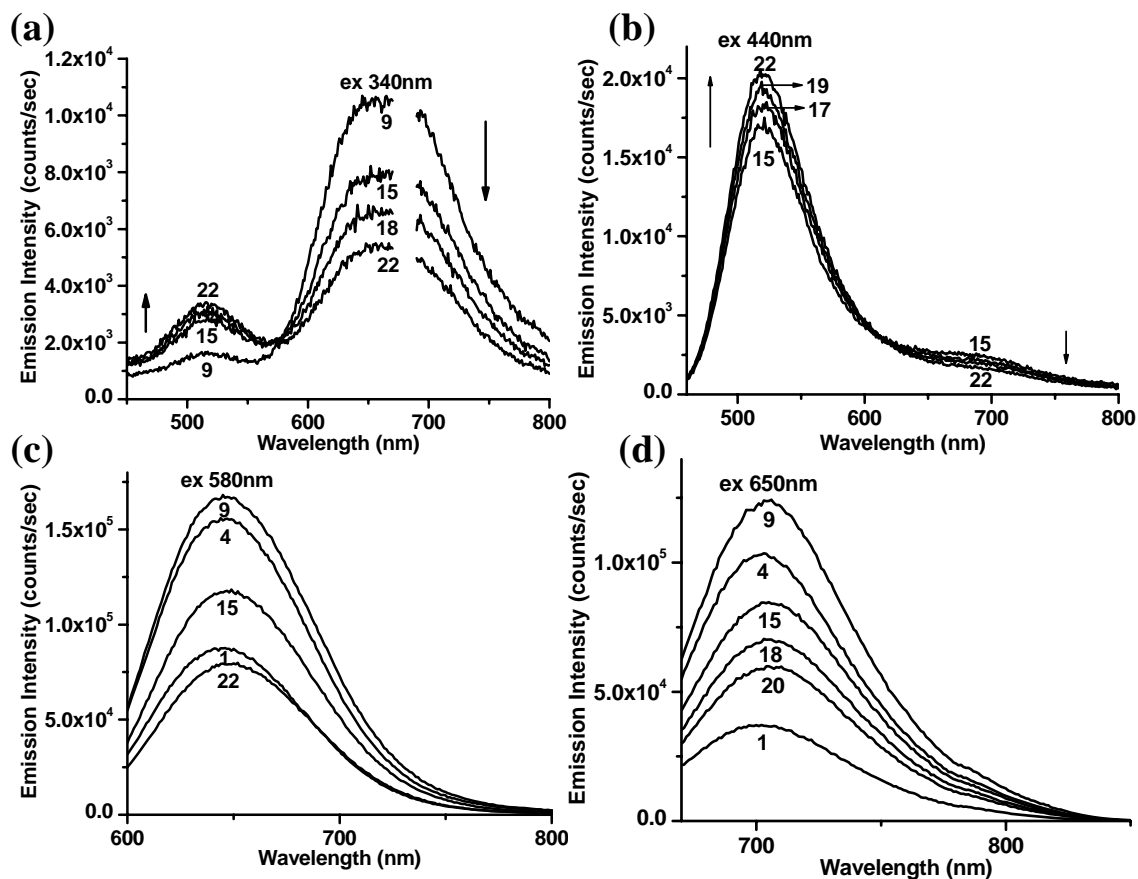 (a)
ex 340nm
1.2x10⁴
1.0x10⁴
8.0x10³
6.0x10³
4.0x10³
2.0x10³
0.0
Emission Intensity (counts/sec)
9
15
18
22
22
15
9
500
600
700
800
Wavelength (nm)
(b)
ex 440nm
22
19
17
15
2.0x10⁴
1.5x10⁴
1.0x10⁴
5.0x10³
0.0
Emission Intensity (counts/sec)
15
22
500
600
700
800
Wavelength (nm)
(c)
ex 580nm
9
4
15
1
22
1.5x10⁵
1.0x10⁵
5.0x10⁴
0.0
Emission Intensity (counts/sec)
600
700
800
Wavelength (nm)
(d)
ex 650nm
9
4
15
18
20
1
1.0x10⁵
5.0x10⁴
0.0
Emission Intensity (counts/sec)
700
800
Wavelength (nm)